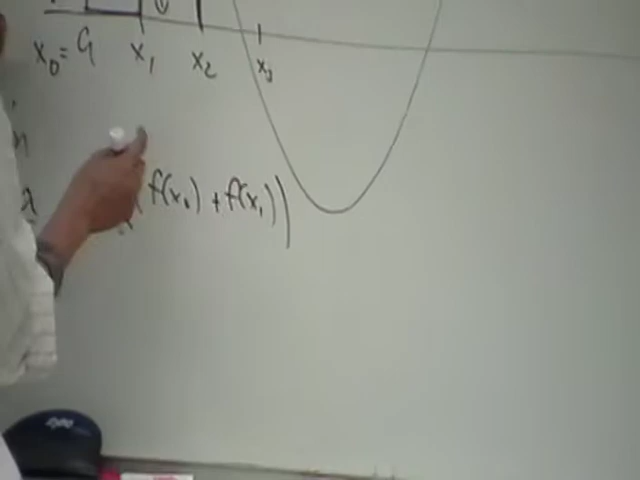 x₀ = a x₁ x₂ x₃
f(x₀) + f(x₁))